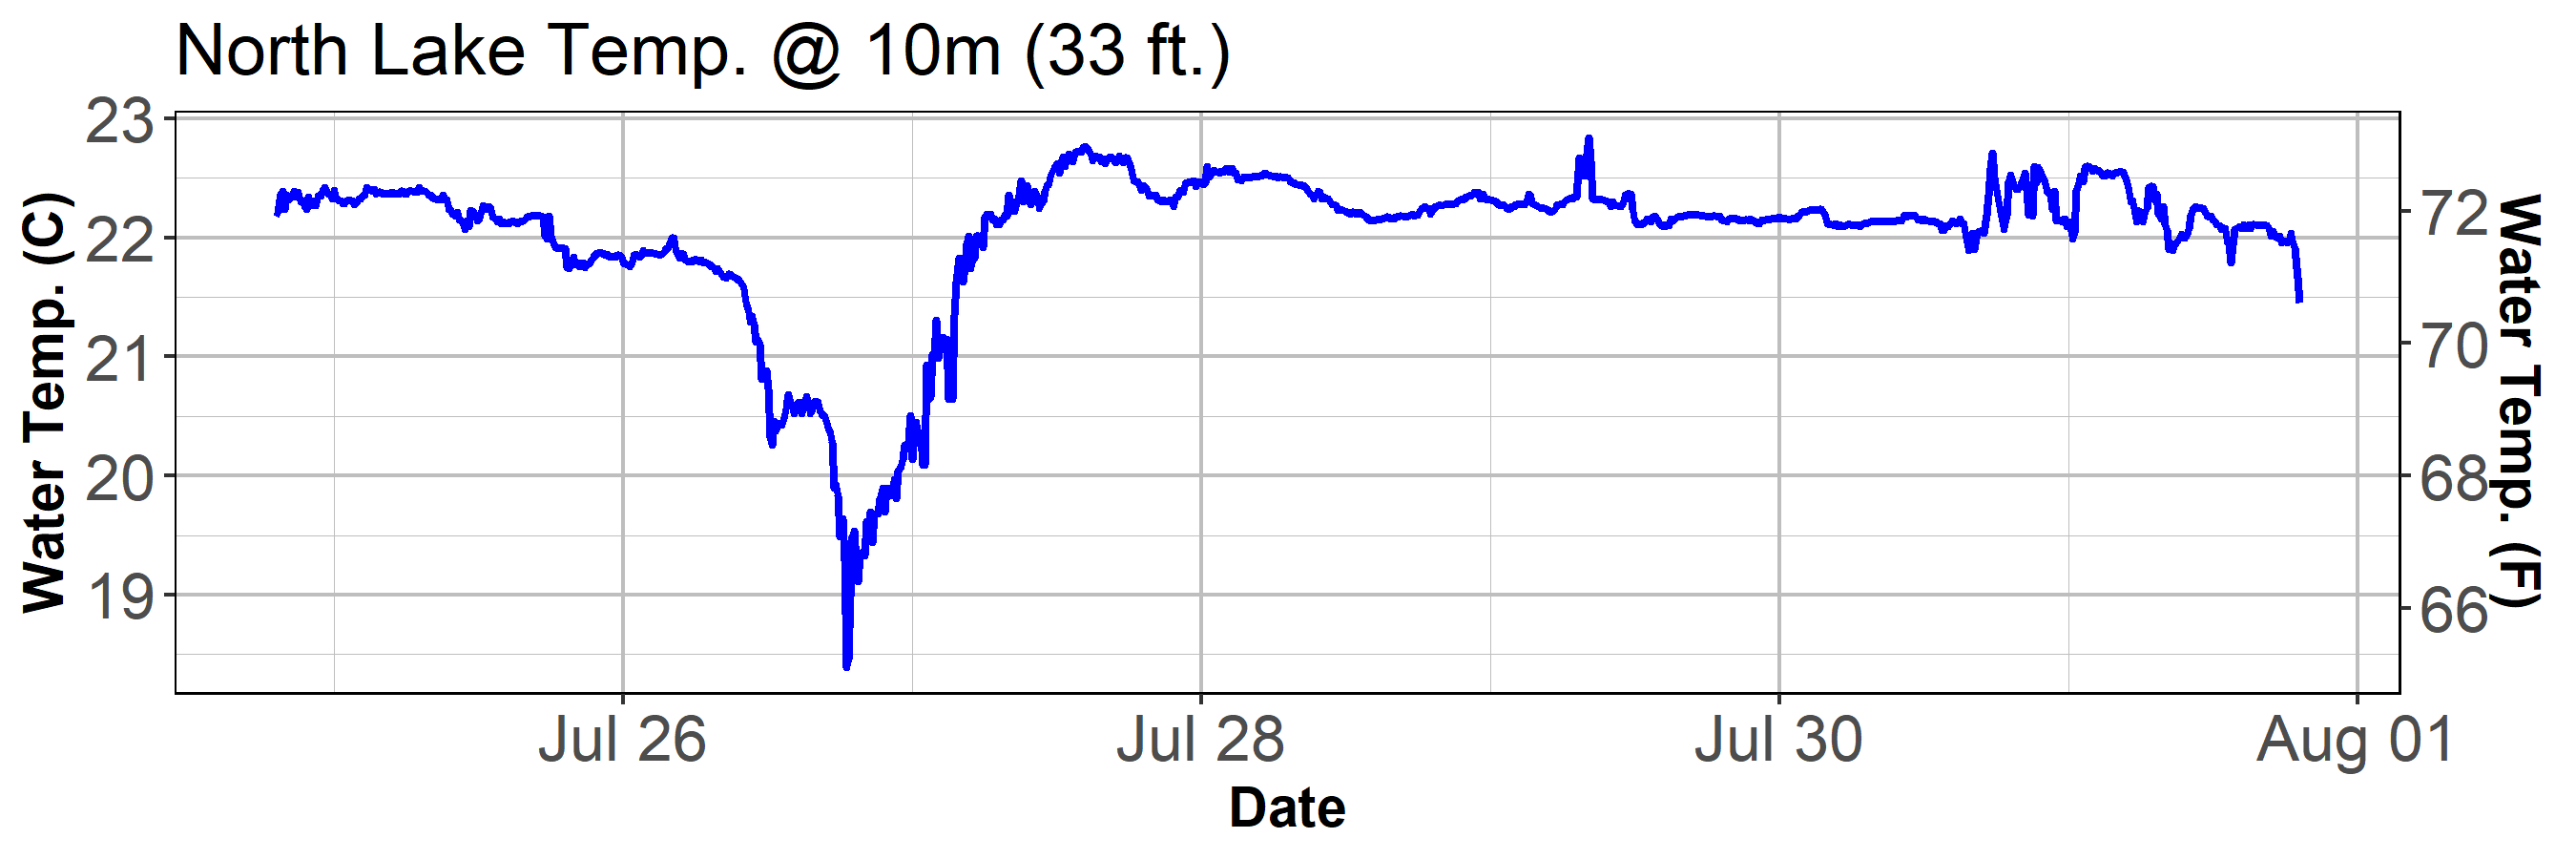 North Lake Temp. @ 10m (33 ft.)
Water Temp. (C)
23
22
21
20
19
72
70
68
66
Water Temp. (F)
Jul 26 Jul 28 Jul 30 Aug 01
Date